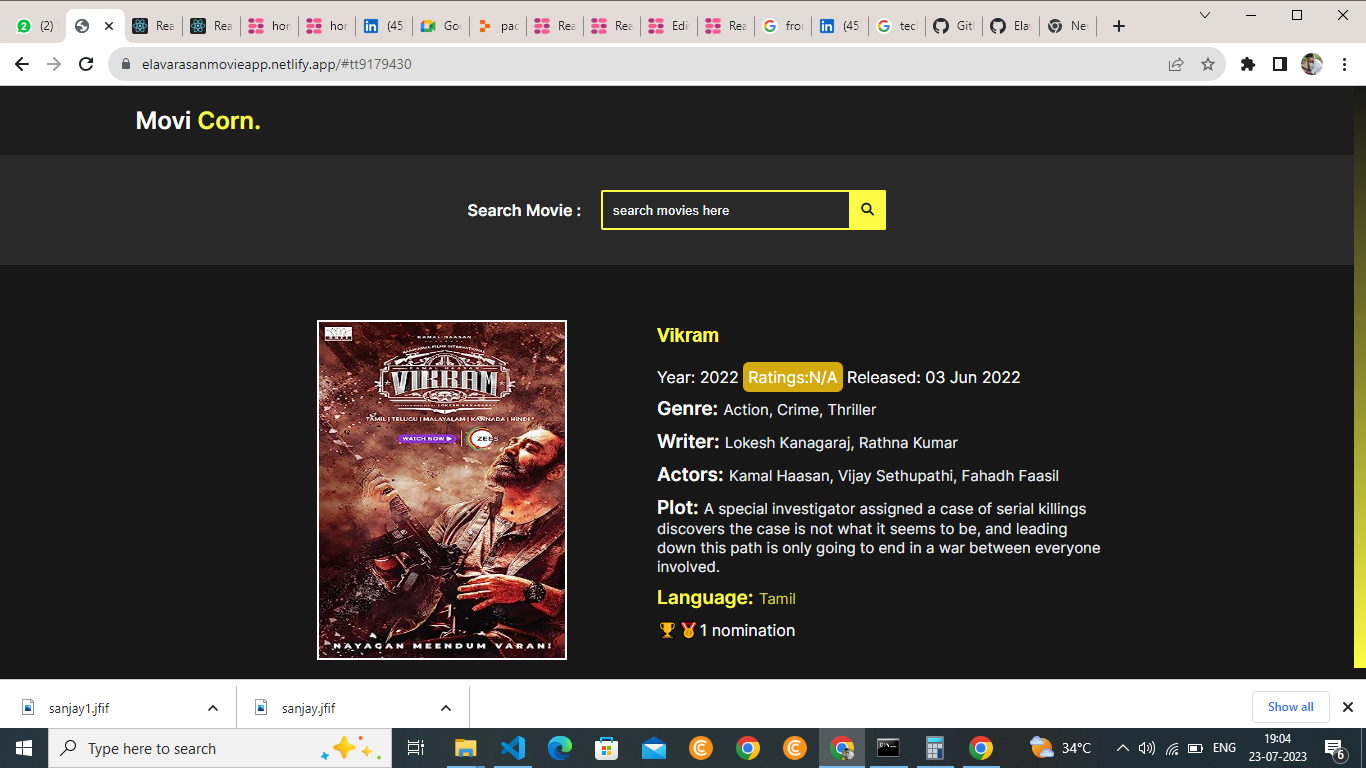 (2)
Rea
Rea
hor
hor
(45
Goo
pac
Rea
Rea
Edit
Rea
fron
(45
tec
Git
Elav
Nev
elavarasanmovieapp.netlify.app/#tt9179430
Movi Corn.
Search Movie :
search movies here
KAMAL HAASAN
VIKRAM
TAMIL | TELUGU | MALAYALAM | KANNADA | HINDI
WATCH NOW
ZEE5
NAYAGAN MEENDUM VARAN!
Vikram
Year: 2022 Ratings:N/A Released: 03 Jun 2022
Genre: Action, Crime, Thriller
Writer: Lokesh Kanagaraj, Rathna Kumar
Actors: Kamal Haasan, Vijay Sethupathi, Fahadh Faasil
Plot: A special investigator assigned a case of serial killings
discovers the case is not what it seems to be, and leading
down this path is only going to end in a war between everyone
involved.
Language: Tamil
1 nomination
sanjay1.jfif
sanjay.jfif
Show all
Type here to search
34°C
ENG
19:04
23-07-2023
6